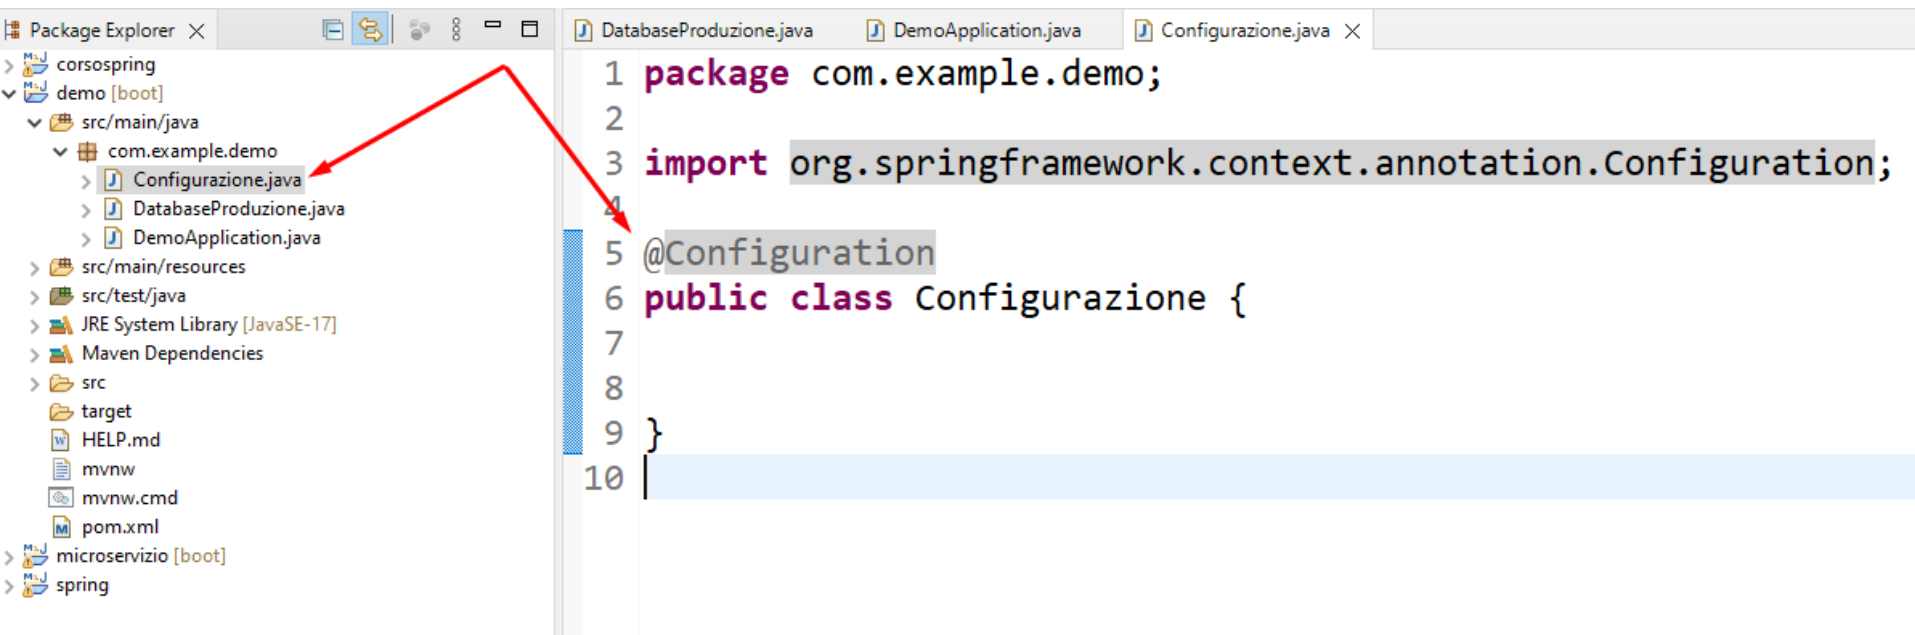 Package Explorer
corsospring
demo [boot]
src/main/java
com.example.demo
Configurazione.java
DatabaseProduzione.java
DemoApplication.java
src/main/resources
src/test/java
JRE System Library [JavaSE-17]
Maven Dependencies
src
target
HELP.md
mvnw
mvnw.cmd
pom.xml
microservizio [boot]
spring
DatabaseProduzione.java DemoApplication.java Configurazione.java
1 package com.example.demo;
2
3 import org.springframework.context.annotation.Configuration;
4
5 @Configuration
6 public class Configurazione {
7
8
9 }
10